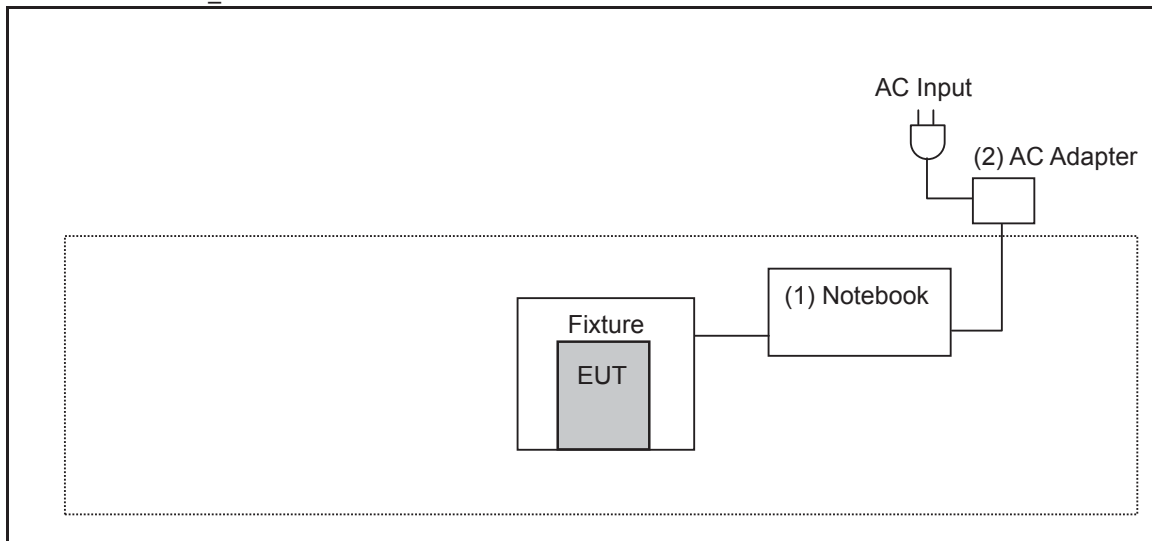 AC Input
(2) AC Adapter
(1) Notebook
Fixture
EUT